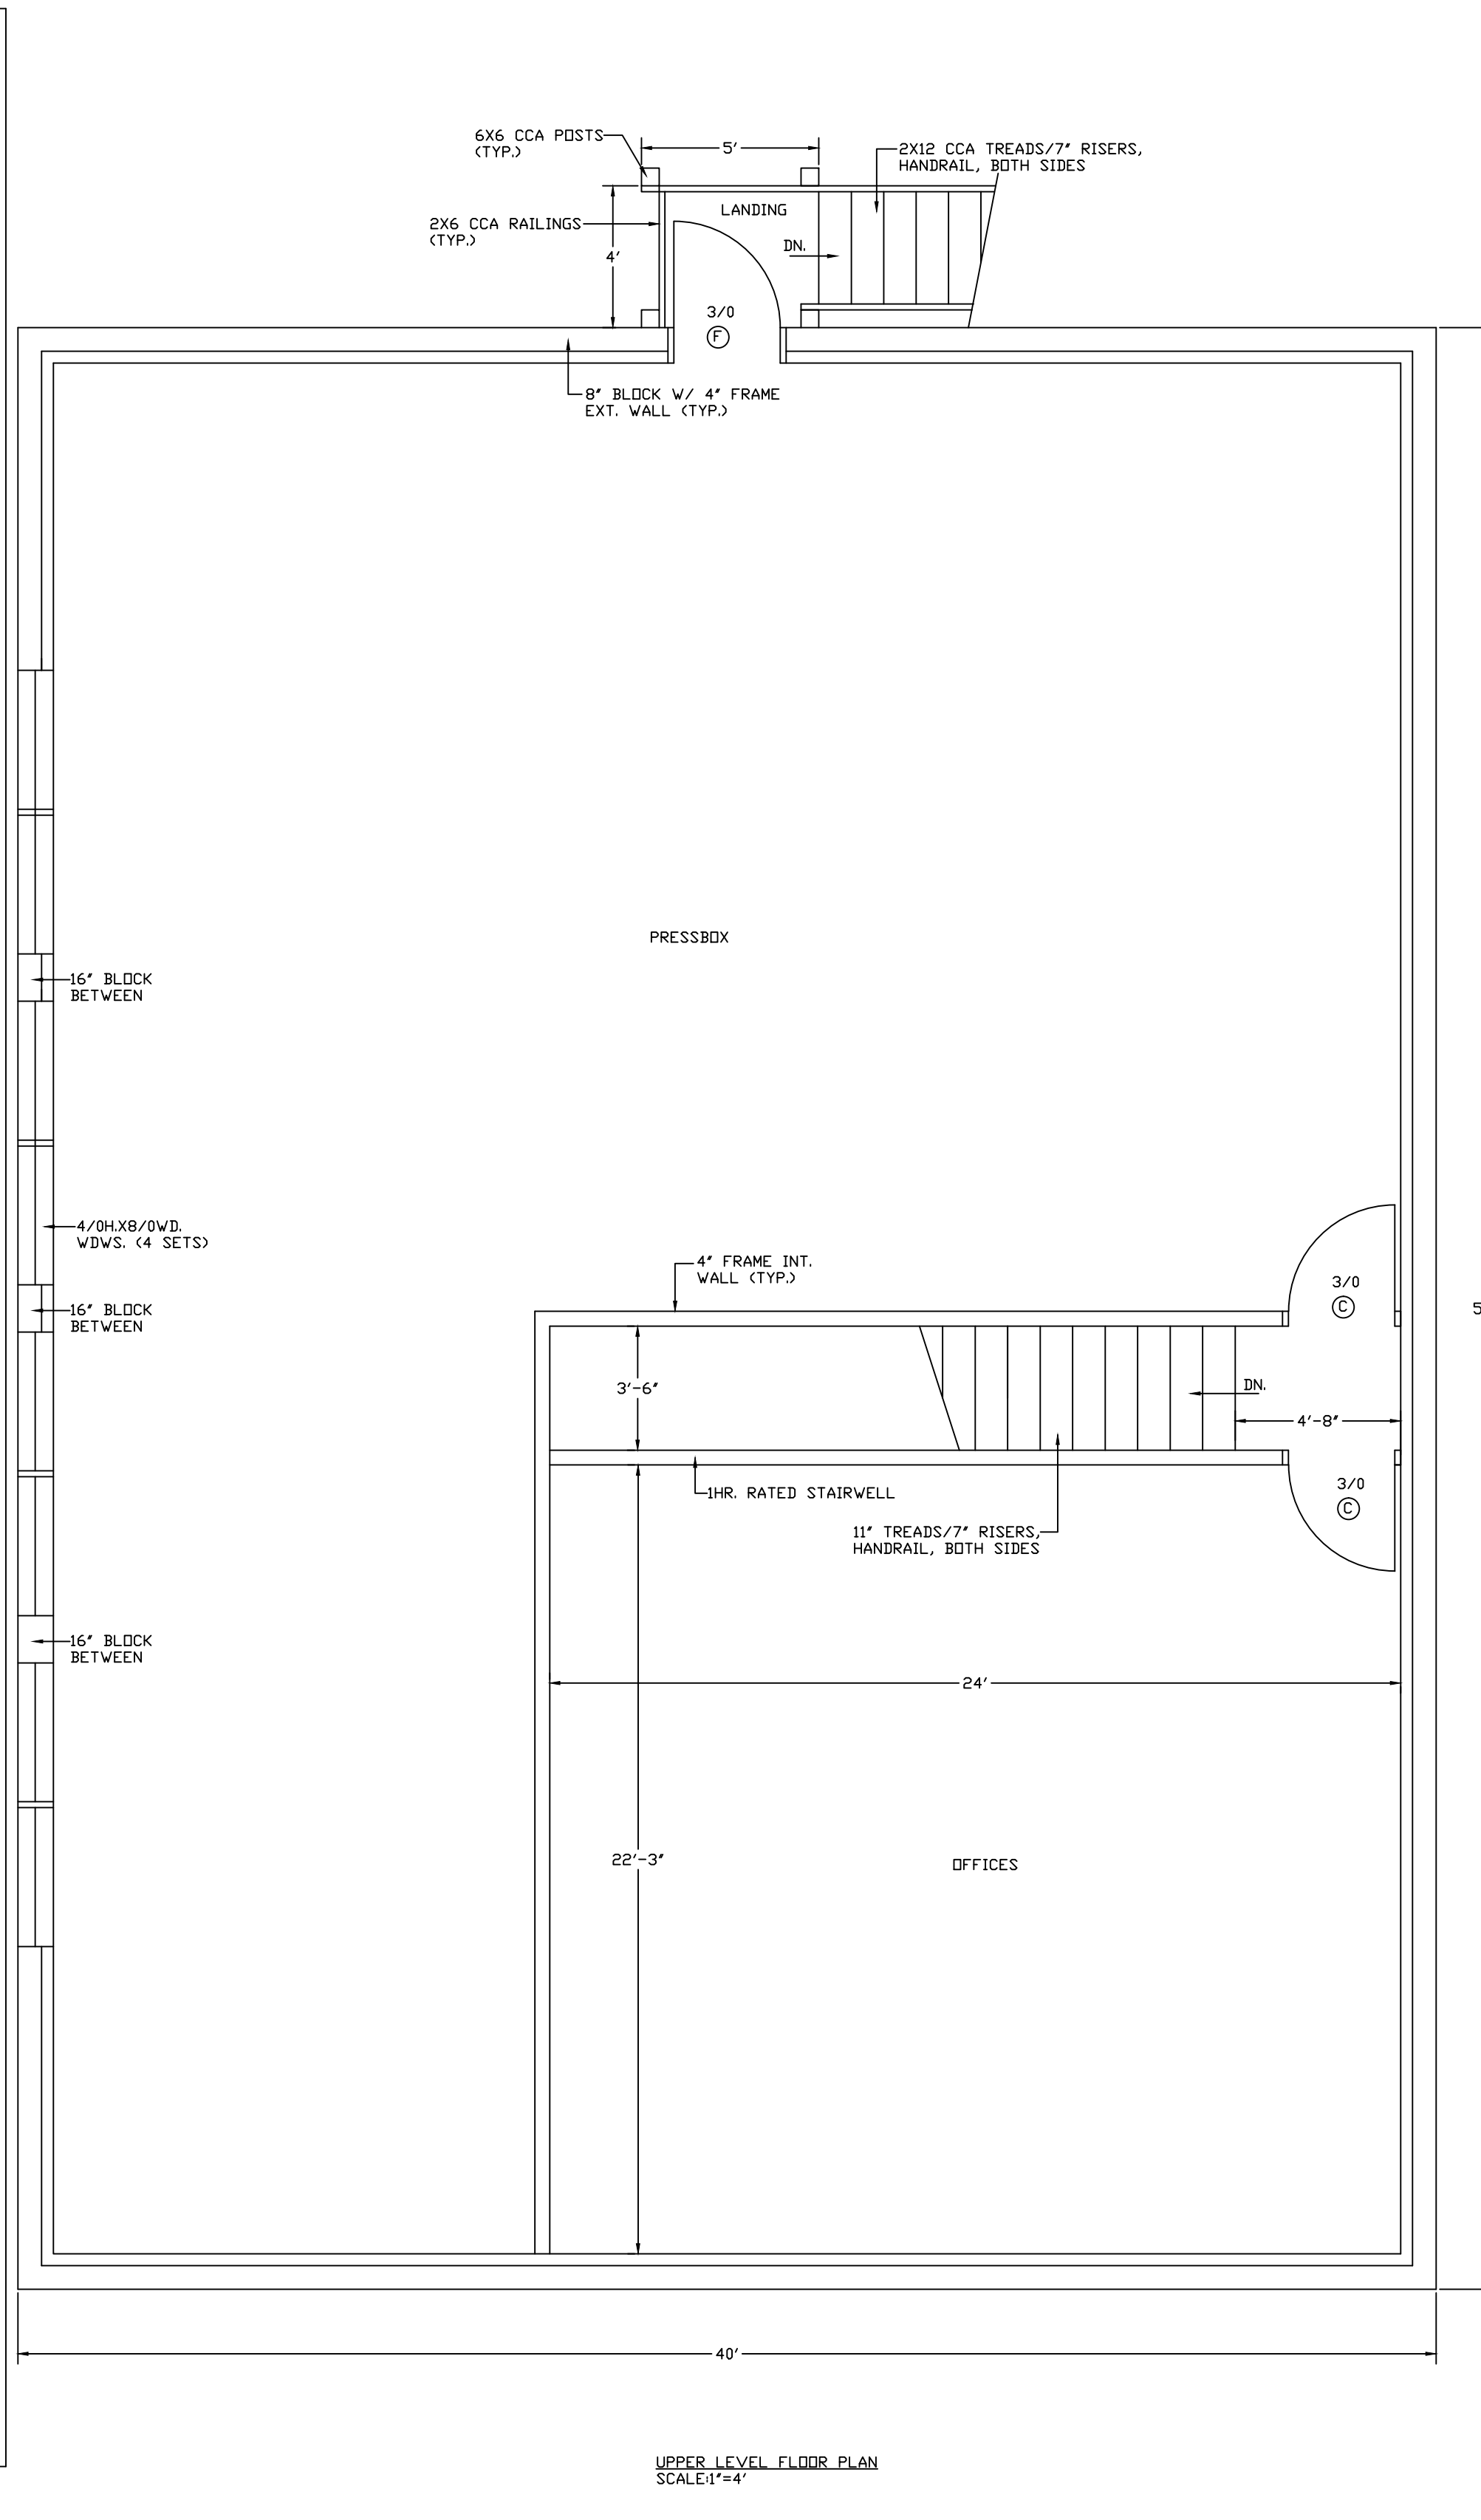 6X6 CCA POSTS
(TYP.)
5'
2X12 CCA TREADS/7" RISERS,
HANDRAIL, BOTH SIDES
LANDING
2X6 CCA RAILINGS
(TYP.)
DN.
4'
3/0
F
8" BLOCK W/ 4" FRAME
EXT. WALL (TYP.)
PRESSBOX
16" BLOCK
BETWEEN
4/0H.X8/0WD.
WDWS. (4 SETS)
4" FRAME INT.
WALL (TYP.)
3/0
C
16" BLOCK
BETWEEN
5
3'-6"
DN.
4'-8"
1HR. RATED STAIRWELL
3/0
C
11" TREADS/7" RISERS,
HANDRAIL, BOTH SIDES
16" BLOCK
BETWEEN
24'
22'-3"
OFFICES
40'
UPPER LEVEL FLOOR PLAN
SCALE:1"=4'